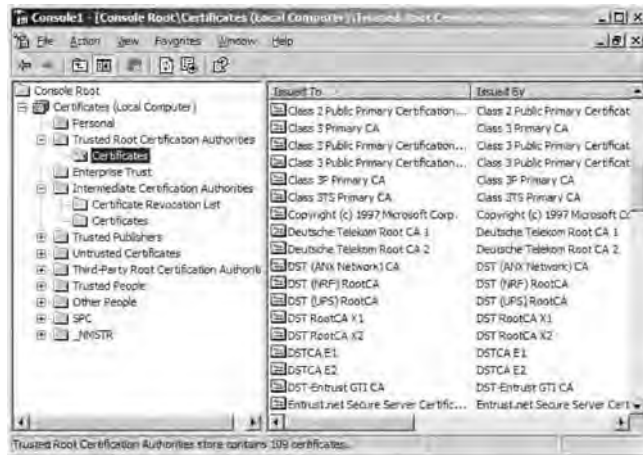 Console1 - [Console Root\Certificates (Local Computer)\Trusted Root Cer
File Action View Favorites Window Help
Console Root
Certificates (Local Computer)
Personal
Trusted Root Certification Authorities
Certificates
Enterprise Trust
Intermediate Certification Authorities
Certificate Revocation List
Certificates
Trusted Publishers
Untrusted Certificates
Third-Party Root Certification Authoriti
Trusted People
Other People
SPC
_NMSTR
Issued To Issued By
Class 2 Public Primary Certification... Class 2 Public Primary Certificat
Class 3 Primary CA Class 3 Primary CA
Class 3 Public Primary Certification... Class 3 Public Primary Certificat
Class 3 Public Primary Certification... Class 3 Public Primary Certificat
Class 3P Primary CA Class 3P Primary CA
Class 3TS Primary CA Class 3TS Primary CA
Copyright (c) 1997 Microsoft Corp. Copyright (c) 1997 Microsoft Cc
Deutsche Telekom Root CA 1 Deutsche Telekom Root CA 1
Deutsche Telekom Root CA 2 Deutsche Telekom Root CA 2
DST (ANX Network) CA DST (ANX Network) CA
DST (NRF) RootCA DST (NRF) RootCA
DST (UPS) RootCA DST (UPS) RootCA
DST RootCA X1 DST RootCA X1
DST RootCA X2 DST RootCA X2
DSTCA E1 DSTCA E1
DSTCA E2 DSTCA E2
DST-Entrust GTI CA DST-Entrust GTI CA
Entrust.net Secure Server Certific... Entrust.net Secure Server Cert
Trusted Root Certification Authorities store contains 109 certificates.